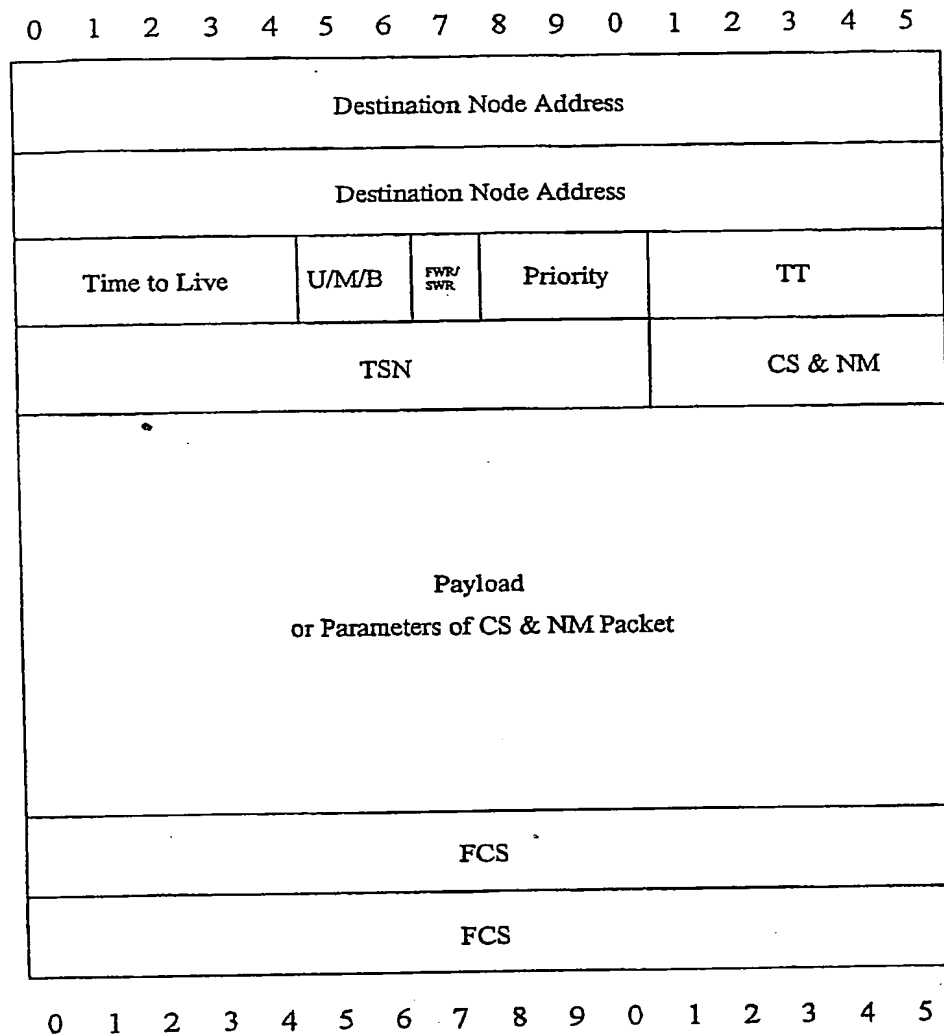 0 1 2 3 4 5 6 7 8 9 0 1 2 3 4 5
Destination Node Address
Destination Node Address
Time to Live U/M/B FWR/ SWR Priority TT
TSN CS & NM
Payload
or Parameters of CS & NM Packet
FCS
FCS
0 1 2 3 4 5 6 7 8 9 0 1 2 3 4 5